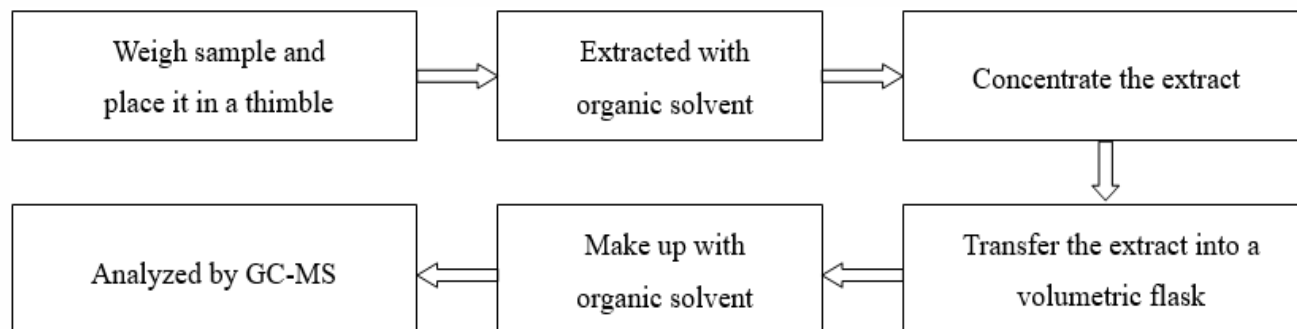 Weigh sample and
place it in a thimble
Extracted with
organic solvent
Concentrate the extract
Transfer the extract into a
volumetric flask
Make up with
organic solvent
Analyzed by GC-MS